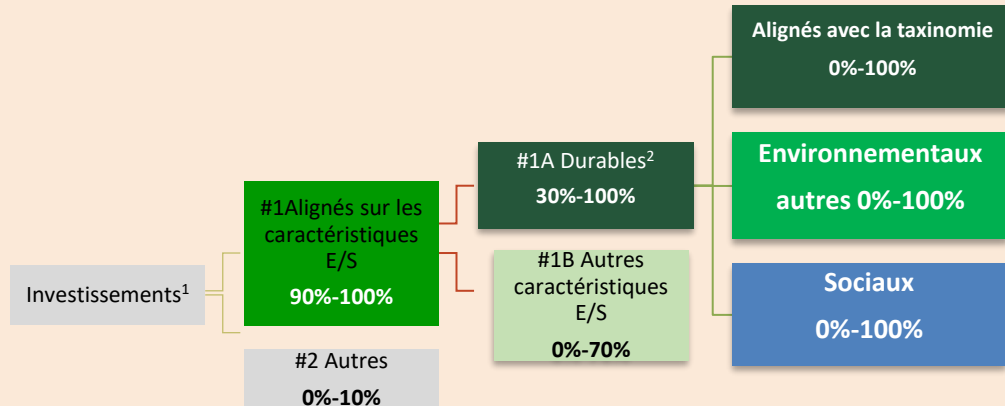 Investissements¹
#1Alignés sur les
caractéristiques
E/S
90%-100%
#2 Autres
0%-10%
#1A Durables²
30%-100%
#1B Autres
caractéristiques
E/S
0%-70%
Alignés avec la taxinomie
0%-100%
Environnementaux
autres 0%-100%
Sociaux
0%-100%